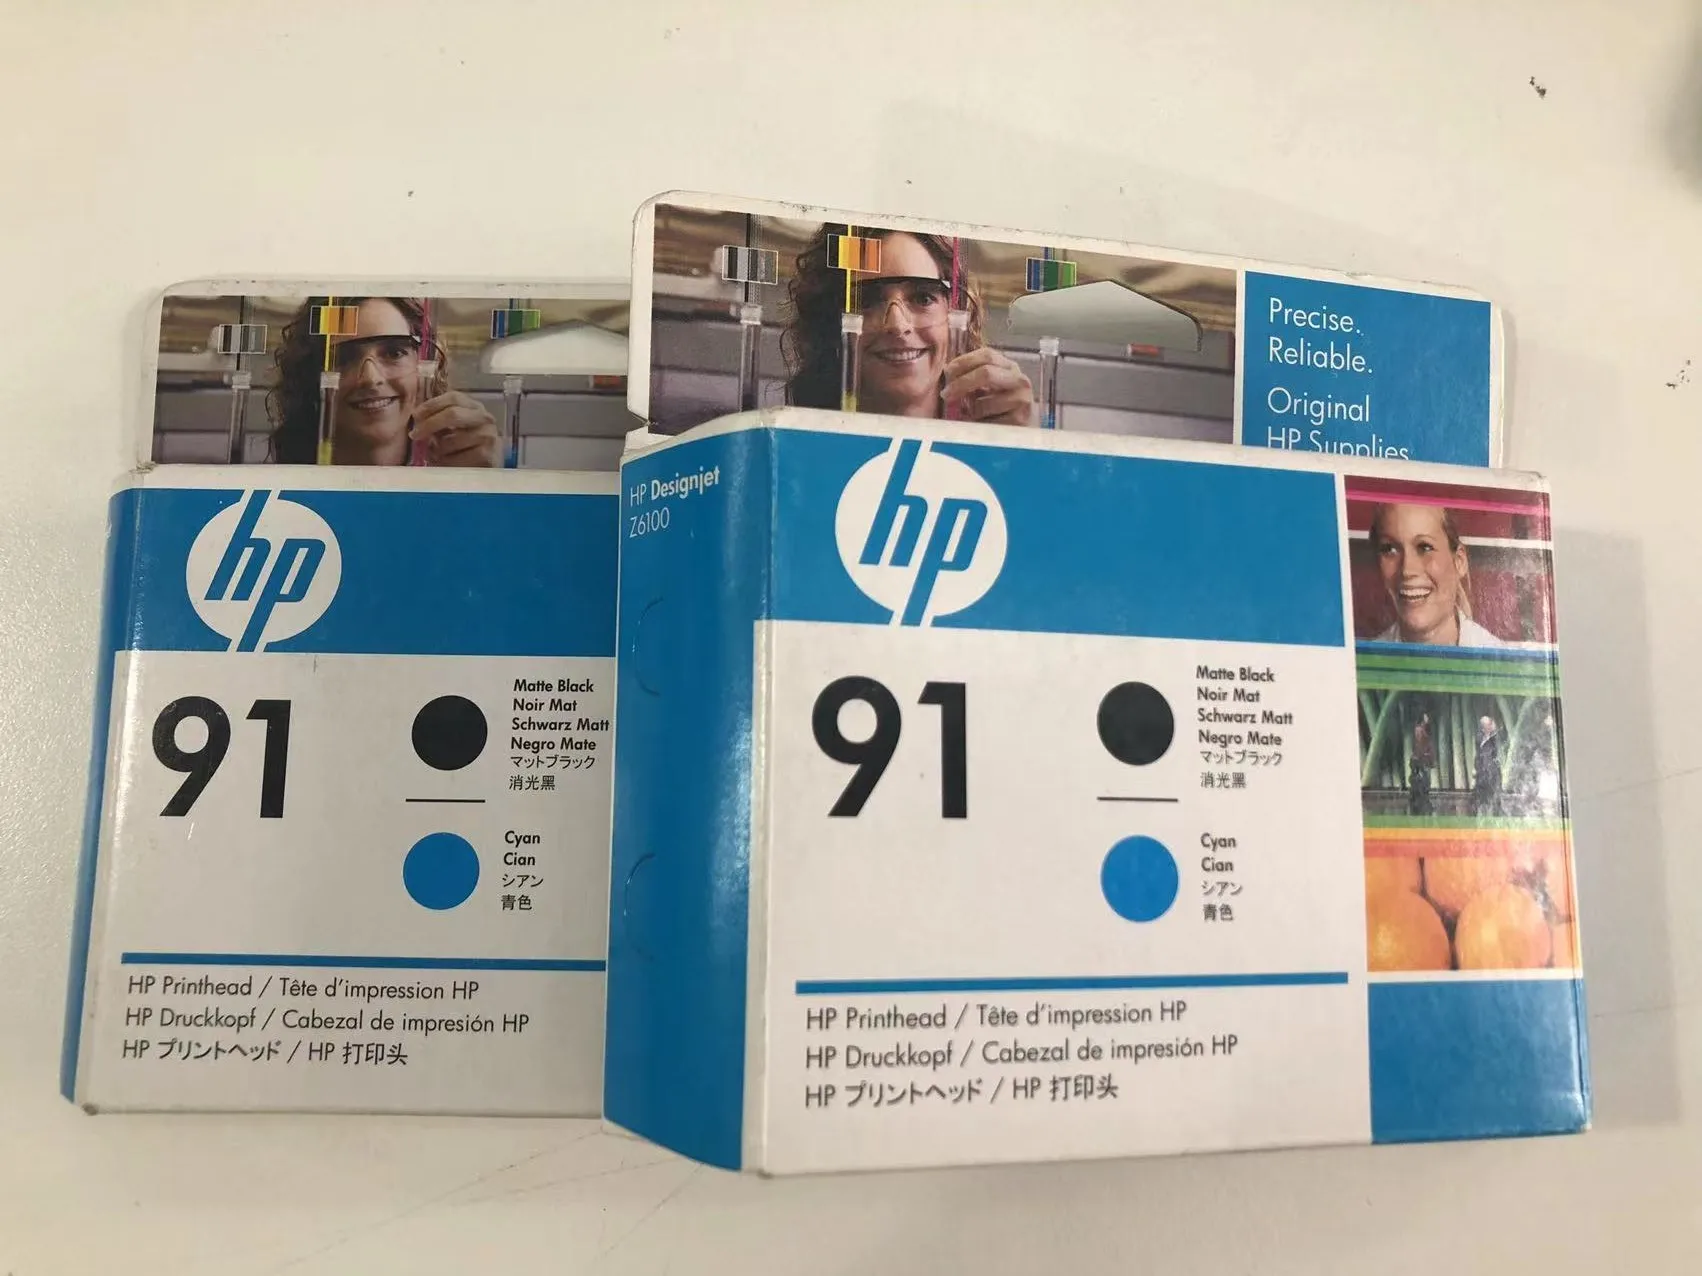 hp
91
Matte Black
Noir Mat
Schwarz Matt
Negro Mate
マットブラック
消光黑
Cyan
Cian
シアン
青色
HP Printhead / Tête d'impression HP
HP Druckkopf / Cabezal de impresión HP
HP プリントヘッド / HP 打印头
Precise.
Reliable.
Original
HP Supplies
HP Designjet
Z6100
hp
91
Matte Black
Noir Mat
Schwarz Matt
Negro Mate
マットブラック
消光黑
Cyan
Cian
シアン
青色
HP Printhead / Tête d'impression HP
HP Druckkopf / Cabezal de impresión HP
HP プリントヘッド / HP 打印头